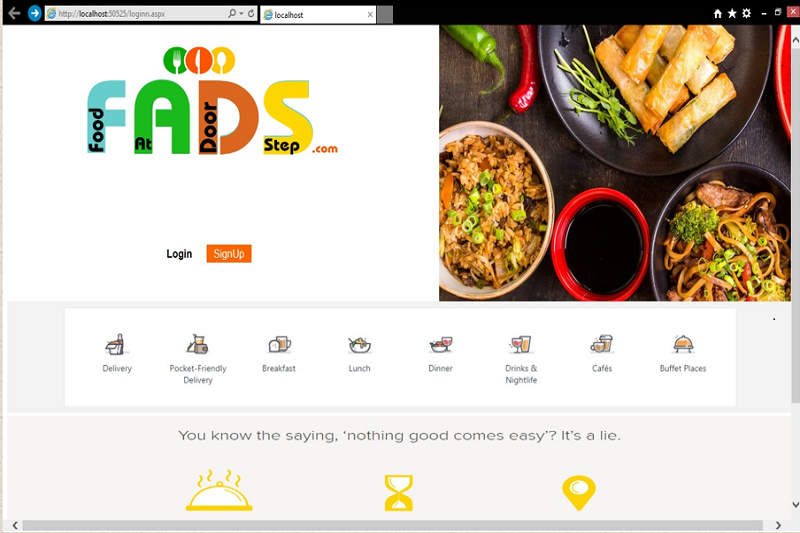 http://localhost:50525/loginn.aspx
localhost
Food At Door Step .com
FADS
Login SignUp
Delivery
Pocket-Friendly
Delivery
Breakfast
Lunch
Dinner
Drinks &
Nightlife
Cafés
Buffet Places
You know the saying, ‘nothing good comes easy’? It’s a lie.